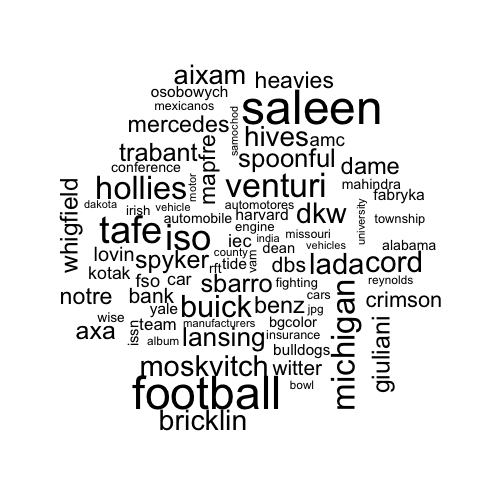 aixam
heavies
osobowych
mexicanos
saleen
mercedes
samochod
hives
amc
trabant
mapfre
spoonful
dame
conference
hollies
motor
venturi
mahindra
fabryka
whigfield
dakota
irish
vehicle
automotores
dkw
university
township
tafe
iso
automobile
harvard
engine
iec
india
missouri
vehicles
alabama
lovin
spyker
county
dean
kotak
rft
tide
vam
dbs
lada
cord
fso
car
sbarro
fighting
reynolds
notre
bank
yale
buick
benz
cars
jpg
michigan
crimson
axa
wise
issn
team
manufacturers
bgcolor
giuliani
album
lansing
insurance
bulldogs
moskvitch
witter
football
bowl
bricklin